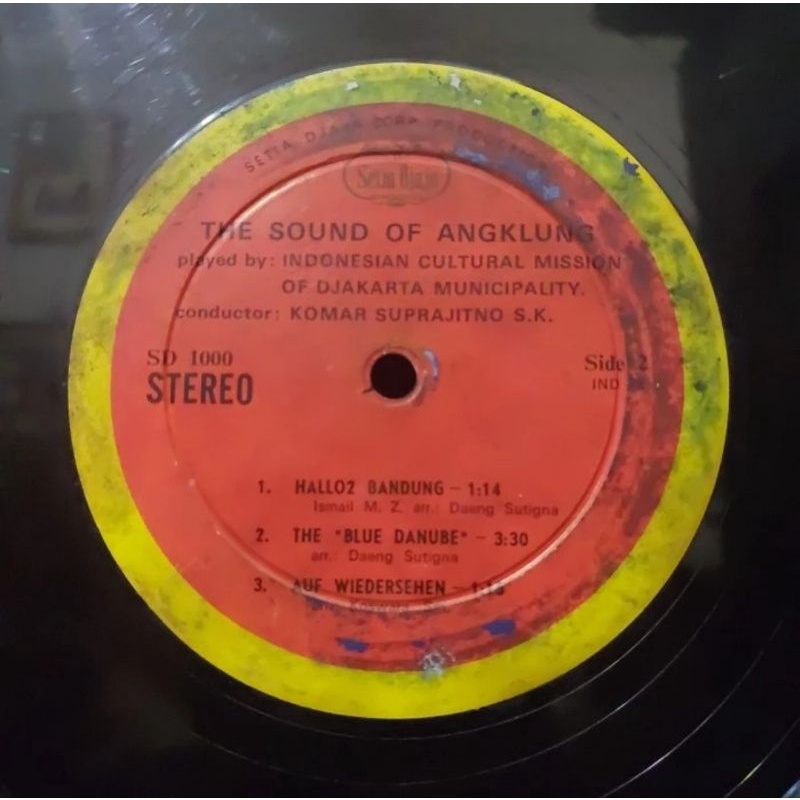 SETIA DJAJA CORP. PRODUCTION
Setia Djaja
THE SOUND OF ANGKLUNG
played by: INDONESIAN CULTURAL MISSION
OF DJAKARTA MUNICIPALITY.
conductor: KOMAR SUPRAJITNO S.K.
SD 1000
STEREO
Side 2
IND
1. HALLO2 BANDUNG - 1:14
Ismail M. Z. arr.: Daeng Sutigna
2. THE "BLUE DANUBE" - 3:30
arr.: Daeng Sutigna
3. AUF WIEDERSEHEN -